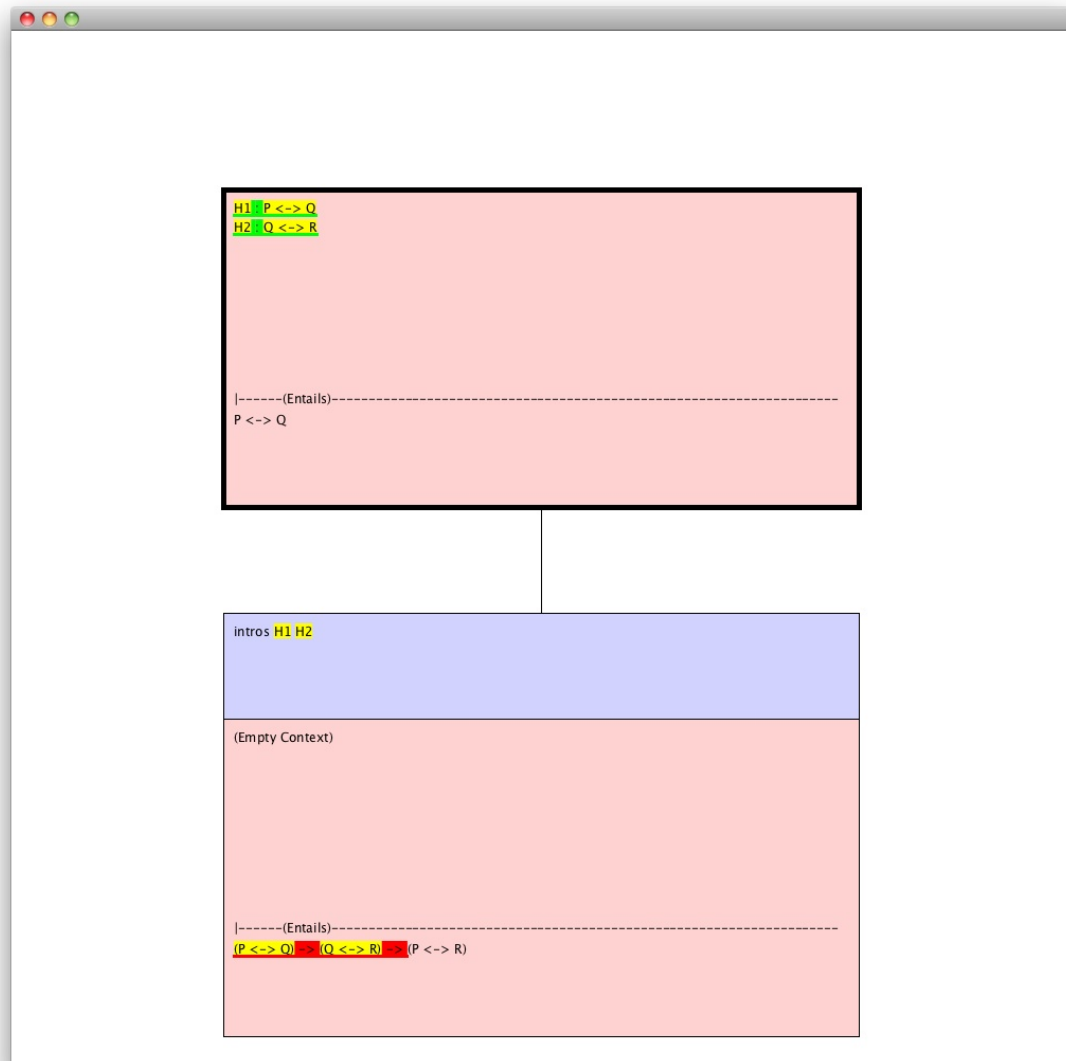 H1 : P <-> Q
H2 : Q <-> R
|------(Entails)---------------------------------------------------------------------
P <-> Q
intros H1 H2
(Empty Context)
|------(Entails)---------------------------------------------------------------------
(P <-> Q) -> (Q <-> R) -> (P <-> R)